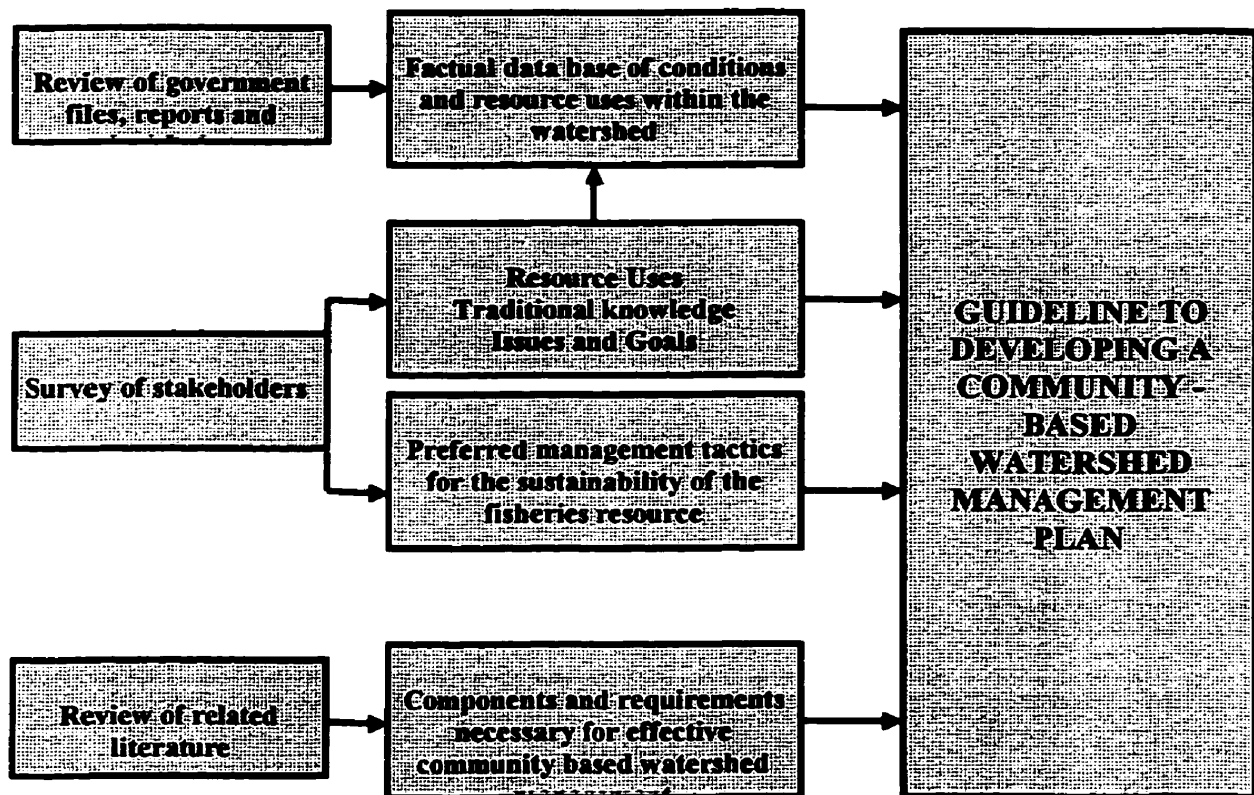 Review of government
files, reports and
Factual data base of conditions
and resource uses within the
watershed
Resource Uses
Traditional knowledge
Issues and Goals
Survey of stakeholders
Preferred management tactics
for the sustainability of the
fisheries resource
Review of related
literature
Components and requirements
necessary for effective
community based watershed
GUIDELINE TO
DEVELOPING A
COMMUNITY -
BASED
WATERSHED
MANAGEMENT
PLAN